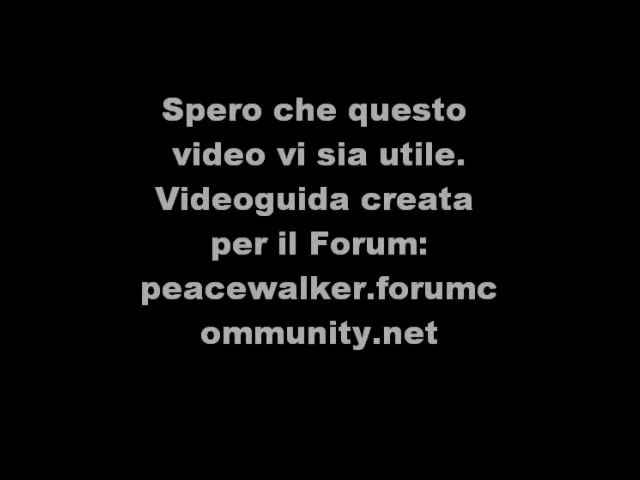 Spero che questo
video vi sia utile.
Videoguida creata
per il Forum:
peacewalker.forumc
ommunity.net